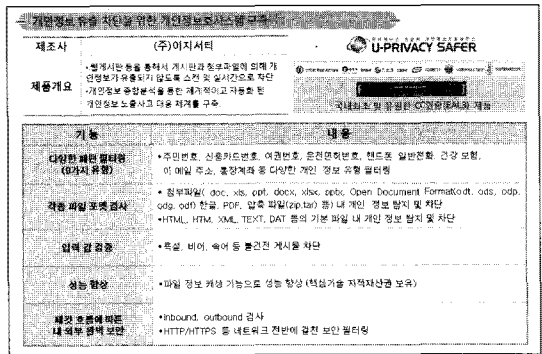 개인정보 유출 차단을 위한 개인정보보호시스템 구축
제조사
(주)이지서티
U-PRIVACY SAFER
제품개요
•웹게시판 등을 통해서 게시판과 첨부파일에 의해 개
인정보가 유출되지 않도록 사전 및 실시간으로 차단
•개인정보 종합분석을 통한 체계적이고 자동화 된
개인정보 노출사고 대응 체계를 구축.
국내최초 및 유일한 CC인증(EAL3) 제품
기 능
내 용
다양한 패턴 필터링
(9가지 유형)
•주민번호, 신용카드번호, 여권번호, 운전면허번호, 핸드폰 일반전화, 건강 보험,
이 메일 주소, 통장계좌 등 다양한 개인 정보 유형 필터링
각종 파일 포맷 검사
• 첨부파일( doc, xls, ppt, docx, xlsx, pptx, Open Document Format(odt, ods, odp,
odg, odf) 한글, PDF, 압축 파일(zip,tar) 등) 내 개인 정보 탐지 및 차단
•HTML, HTM, XML, TEXT, DAT 등의 기본 파일 내 개인 정보 탐지 및 차단
입력 값 검증
•욕설, 비어, 속어 등 불건전 게시물 차단
성능 향상
•파일 정보 캐싱 기능으로 성능 향상 (핵심기술 지적재산권 보유)
패킷 흐름에 따른
내 외부 완벽 보안
•Inbound, outbound 검사
•HTTP/HTTPS 등 네트워크 전반에 걸친 보안 필터링